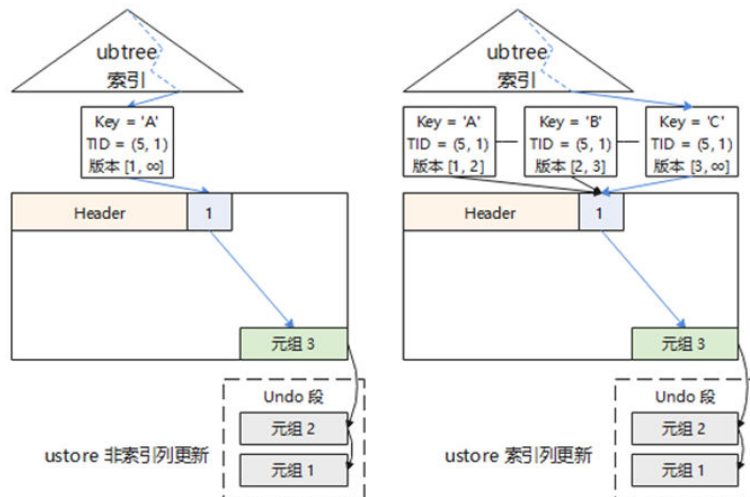 ubtree
索引
Key = 'A'
TID = (5, 1)
版本 [1, ∞]
Header
1
元组 3
Undo 段
元组 2
元组 1
ustore 非索引列更新
ubtree
索引
Key = 'A'
TID = (5, 1)
版本 [1, 2]
Key = 'B'
TID = (5, 1)
版本 [2, 3]
Key = 'C'
TID = (5, 1)
版本 [3, ∞]
Header
1
元组 3
Undo 段
元组 2
元组 1
ustore 索引列更新